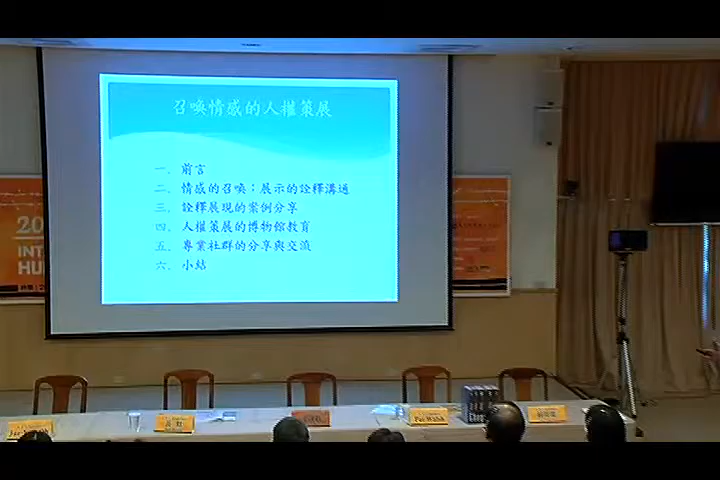 召喚情感的人權策展
一、前言
二、情感的召喚：展示的詮釋溝通
三、詮釋展現的案例分享
四、人權策展的博物館教育
五、專業社群的分享與交流
六、小結
20
INT
HU